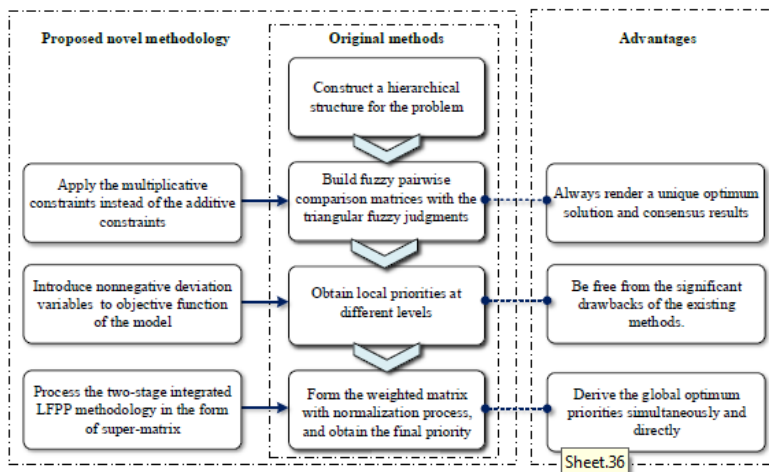 Proposed novel methodology
Original methods
Advantages
Construct a hierarchical
structure for the problem
Apply the multiplicative
constraints instead of the additive
constraints
Build fuzzy pairwise
comparison matrices with the
triangular fuzzy judgments
Always render a unique optimum
solution and consensus results
Introduce nonnegative deviation
variables to objective function
of the model
Obtain local priorities at
different levels
Be free from the significant
drawbacks of the existing
methods.
Process the two-stage integrated
LFPP methodology in the form
of super-matrix
Form the weighted matrix
with normalization process,
and obtain the final priority
Derive the global optimum
priorities simultaneously and
directly
Sheet.36